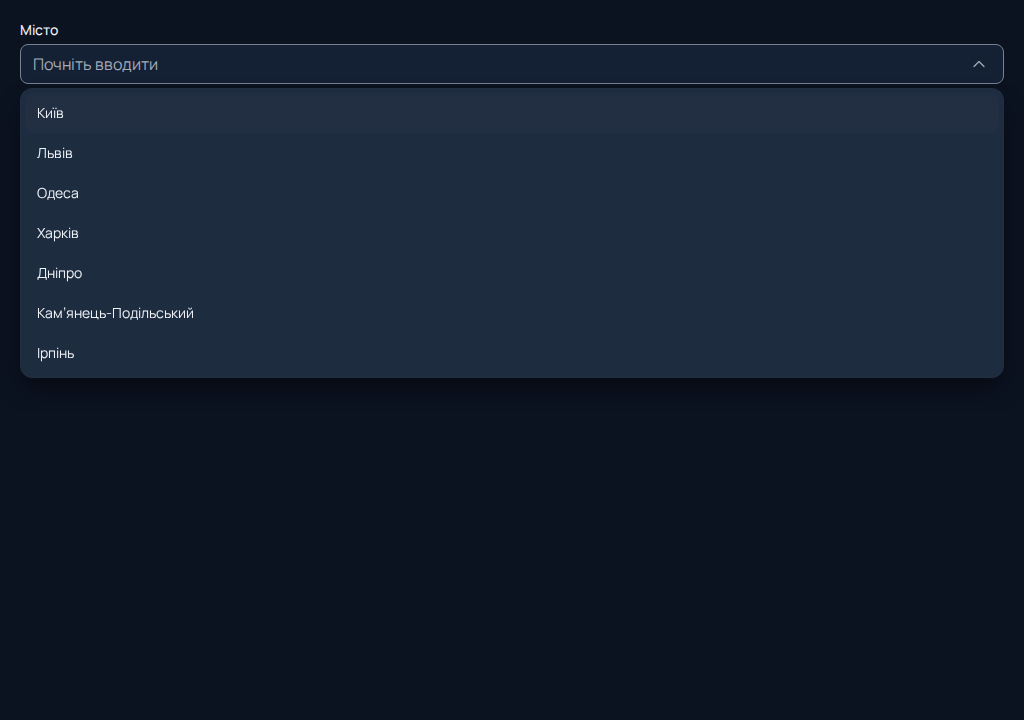 Місто
Почніть вводити
Київ
Львів
Одеса
Харків
Дніпро
Кам'янець-Подільський
Ірпінь